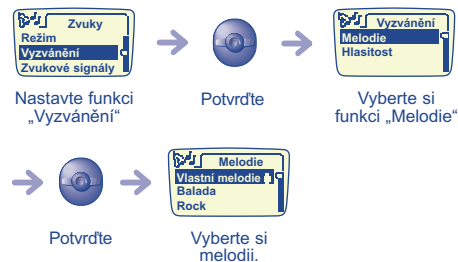 Zvuky
Režim
Vyzvánění
Zvukové signály
Nastavte funkci
„Vyzvánění“
Potvrďte
Vyzvánění
Melodie
Hlasitost
Vyberte si
funkci „Melodie“
Potvrďte
Melodie
Vlastní melodie
Balada
Rock
Vyberte si
melodii.